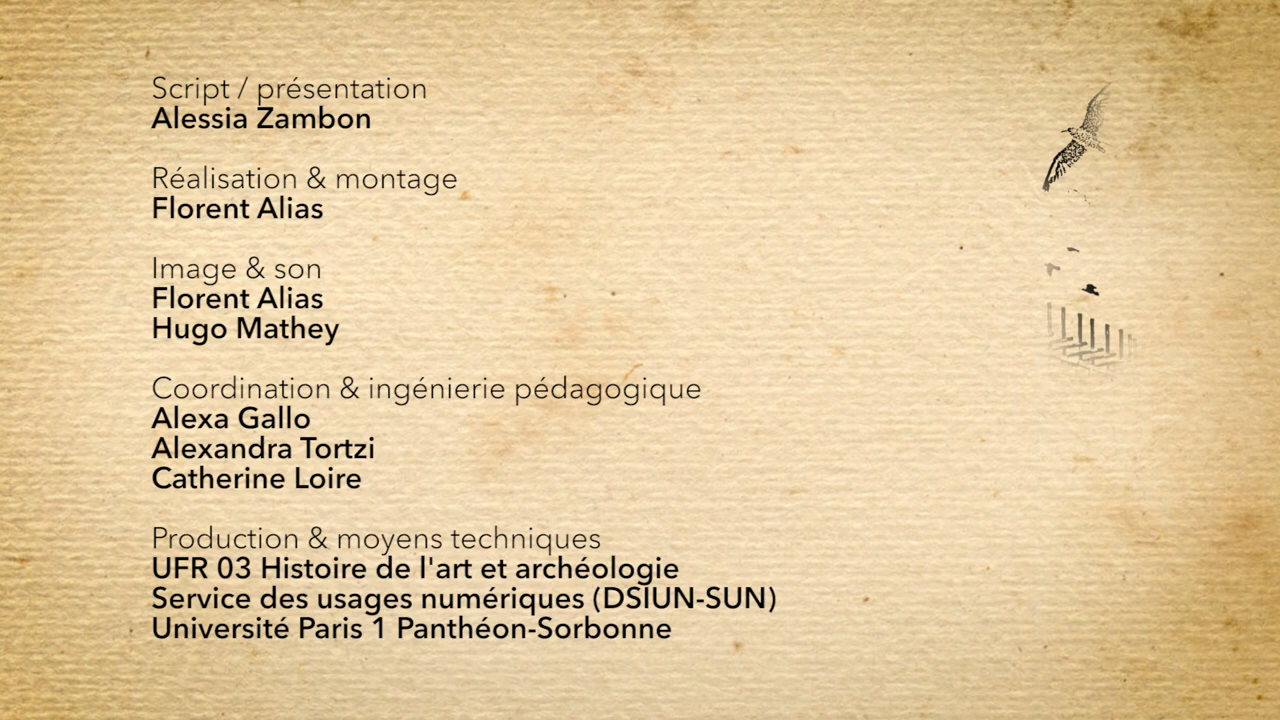 Script / présentation
Alessia Zambon
Réalisation & montage
Florent Alias
Image & son
Florent Alias
Hugo Mathey
Coordination & ingénierie pédagogique
Alexa Gallo
Alexandra Tortzi
Catherine Loire
Production & moyens techniques
UFR 03 Histoire de l'art et archéologie
Service des usages numériques (DSIUN-SUN)
Université Paris 1 Panthéon-Sorbonne